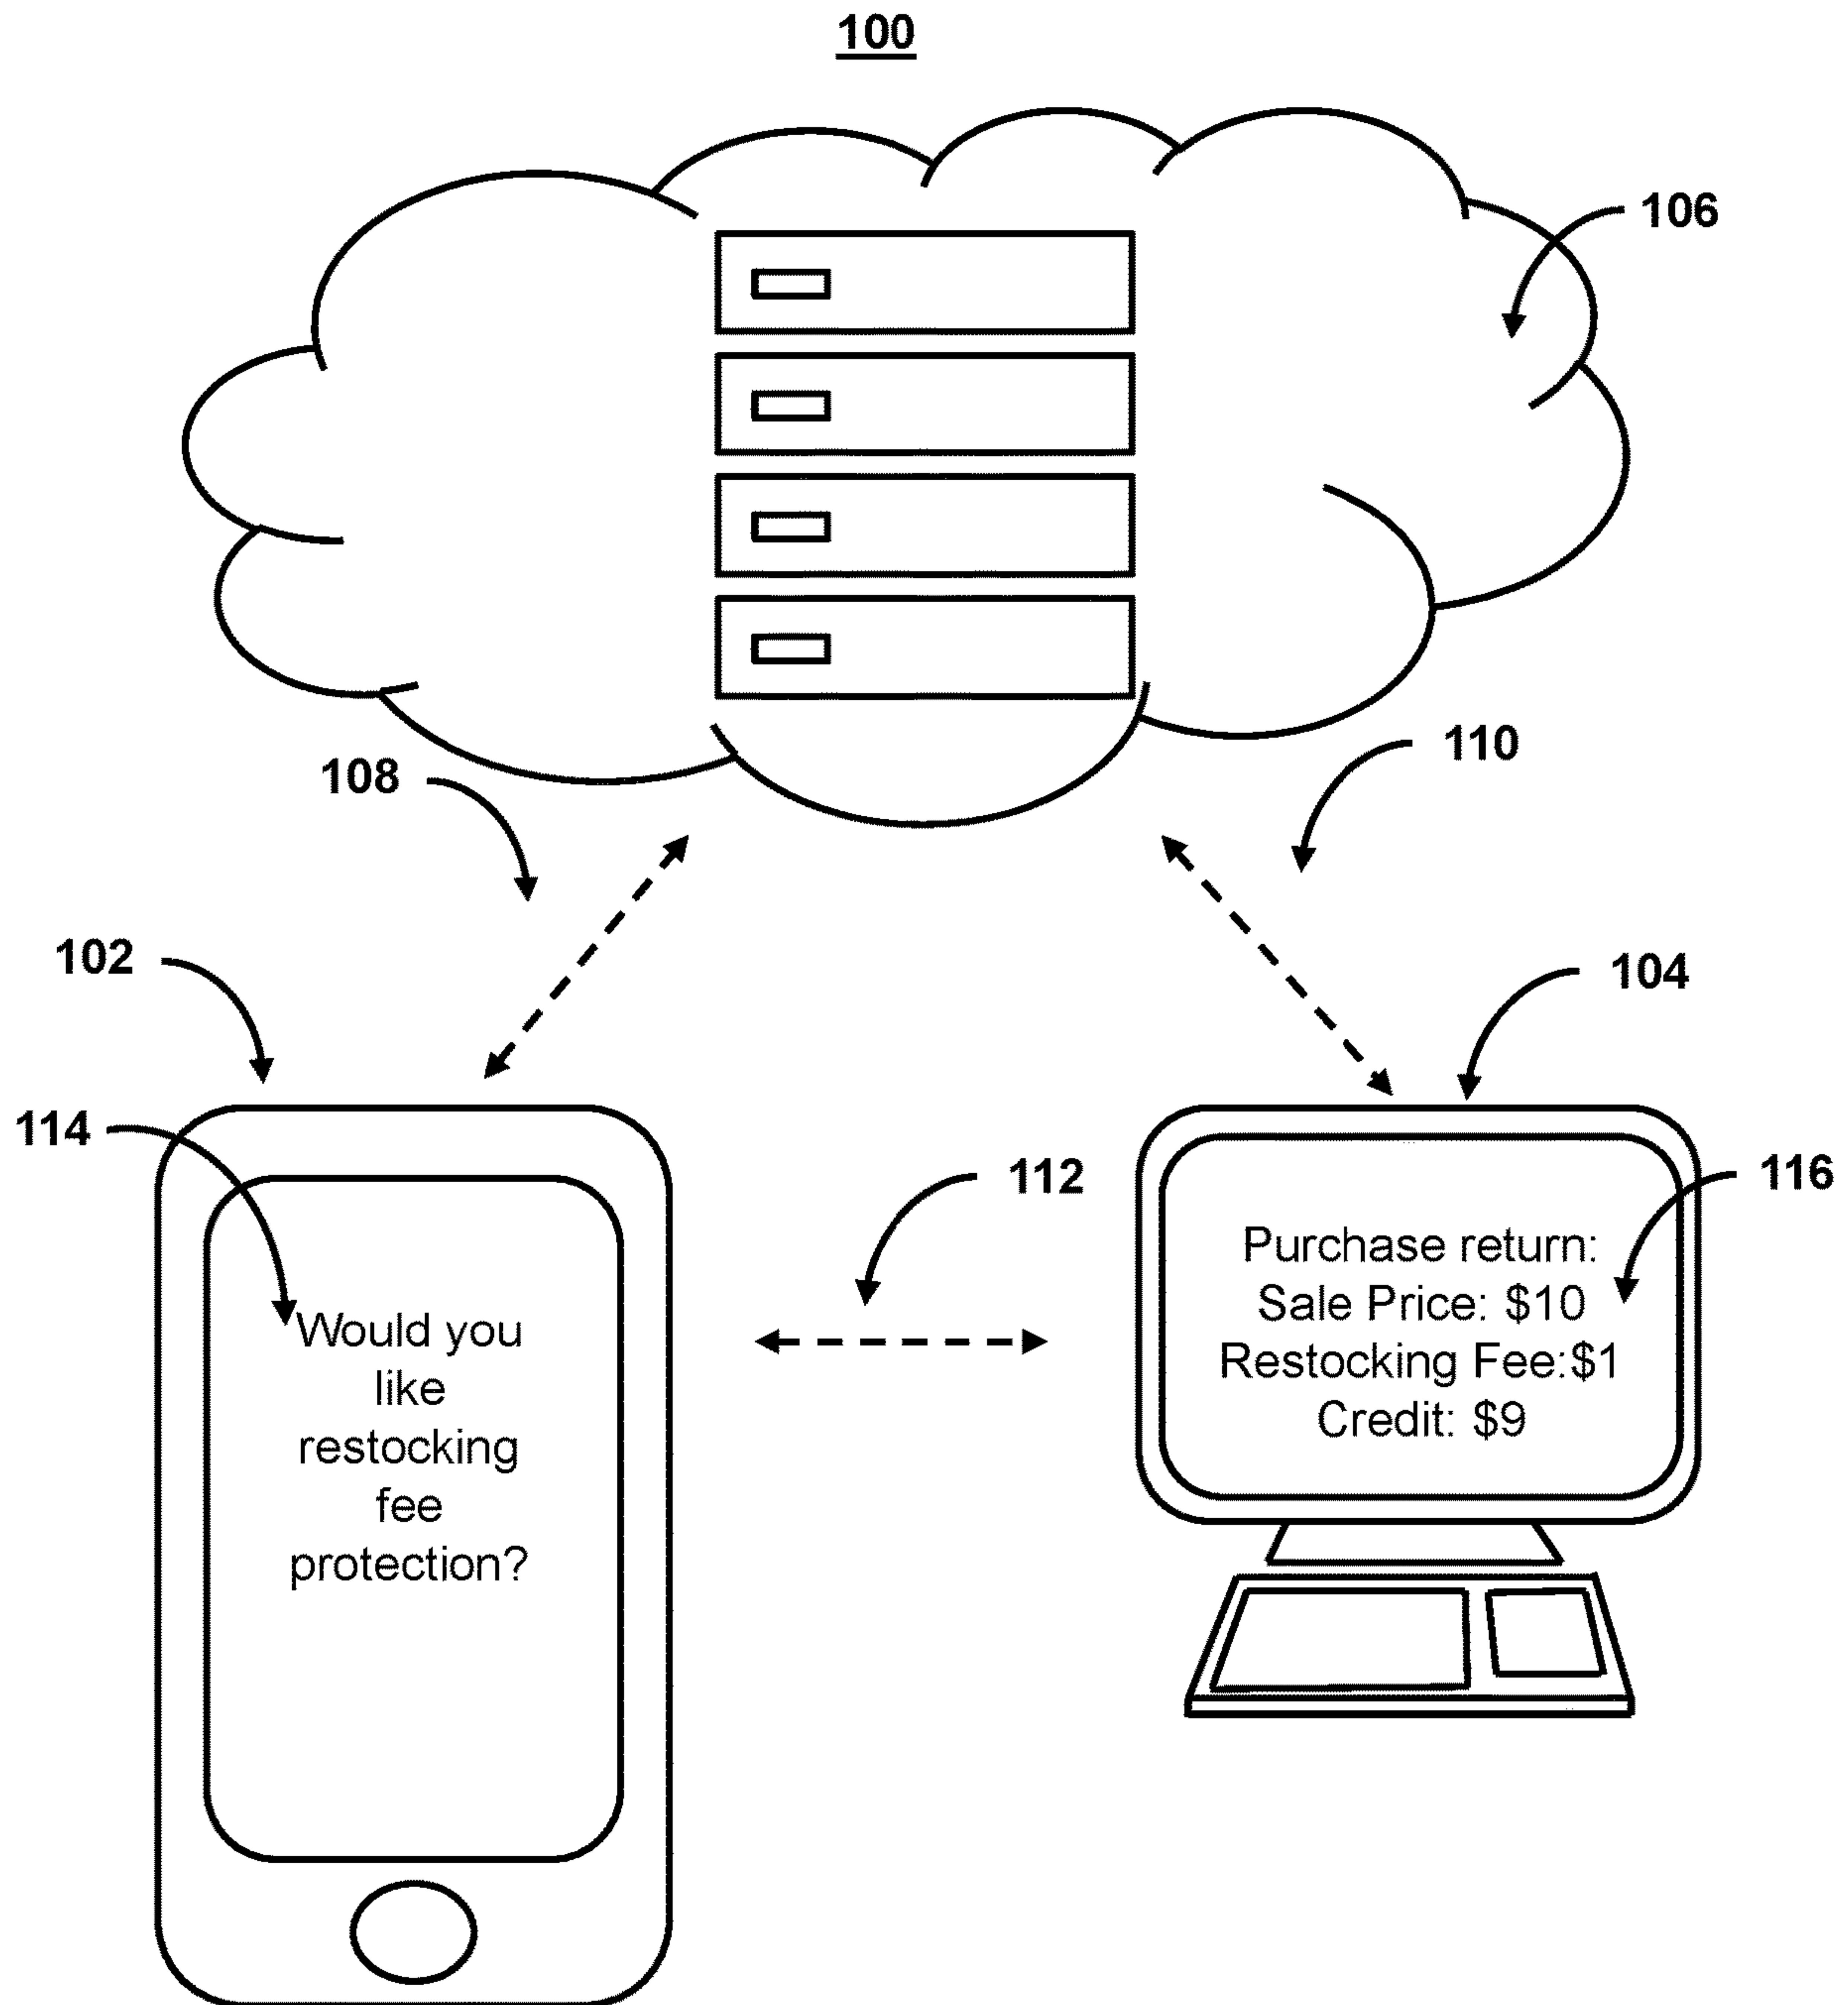 100
106
110
108
102
104
114
112
116
Would you
like
restocking
fee
protection?
Purchase return:
Sale Price: $10
Restocking Fee:$1
Credit: $9